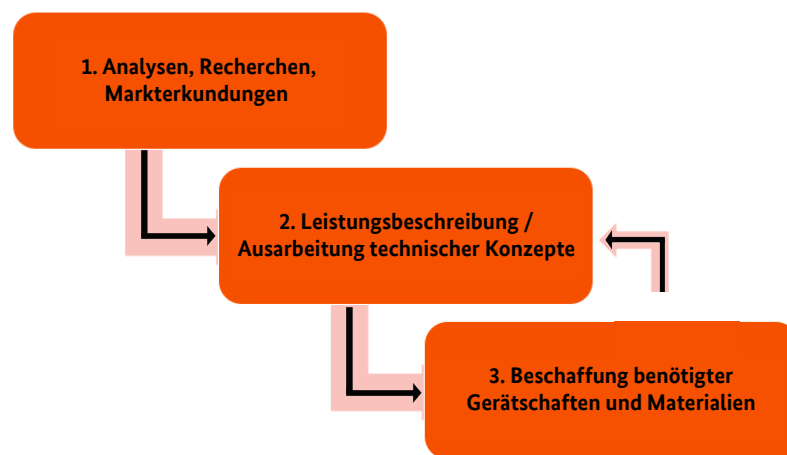 1. Analysen, Recherchen,
Markterkundungen
2. Leistungsbeschreibung /
Ausarbeitung technischer Konzepte
3. Beschaffung benötigter
Gerätschaften und Materialien